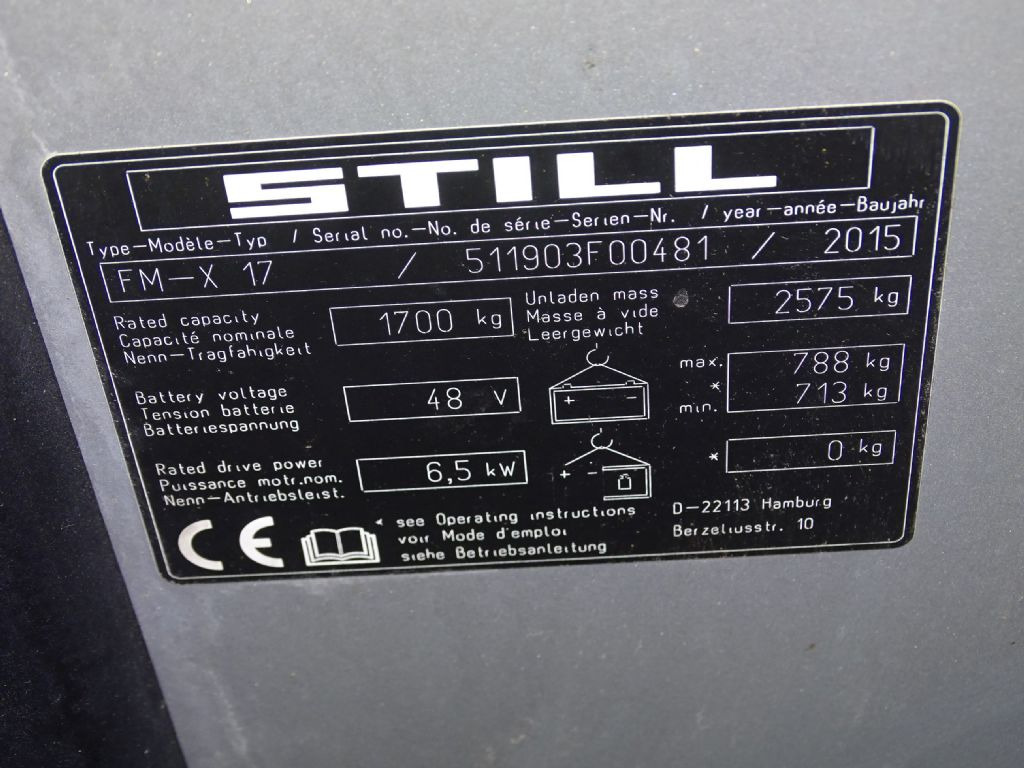 STILL
Type-Modèle-Typ / Serial no.-No. de série-Serien-Nr. / year-année-Baujahr
FM-X 17 / 511903F00481 / 2015
Rated capacity
Capacité nominale
Nenn-Tragfähigkeit
1700 kg
Unladen mass
Masse à vide
Leergewicht
2575 kg
Battery voltage
Tension batterie
Batteriespannung
48 V
+ -
max. 788 kg
*
min. 713 kg
Rated drive power
Puissance motr.nom.
Nenn-Antriebsleist.
6,5 kW
+ -
* 0 kg
CE
* see Operating instructions
voir Mode d'emploi
siehe Betriebsanleitung
D-22113 Hamburg
Berzeliusstr. 10